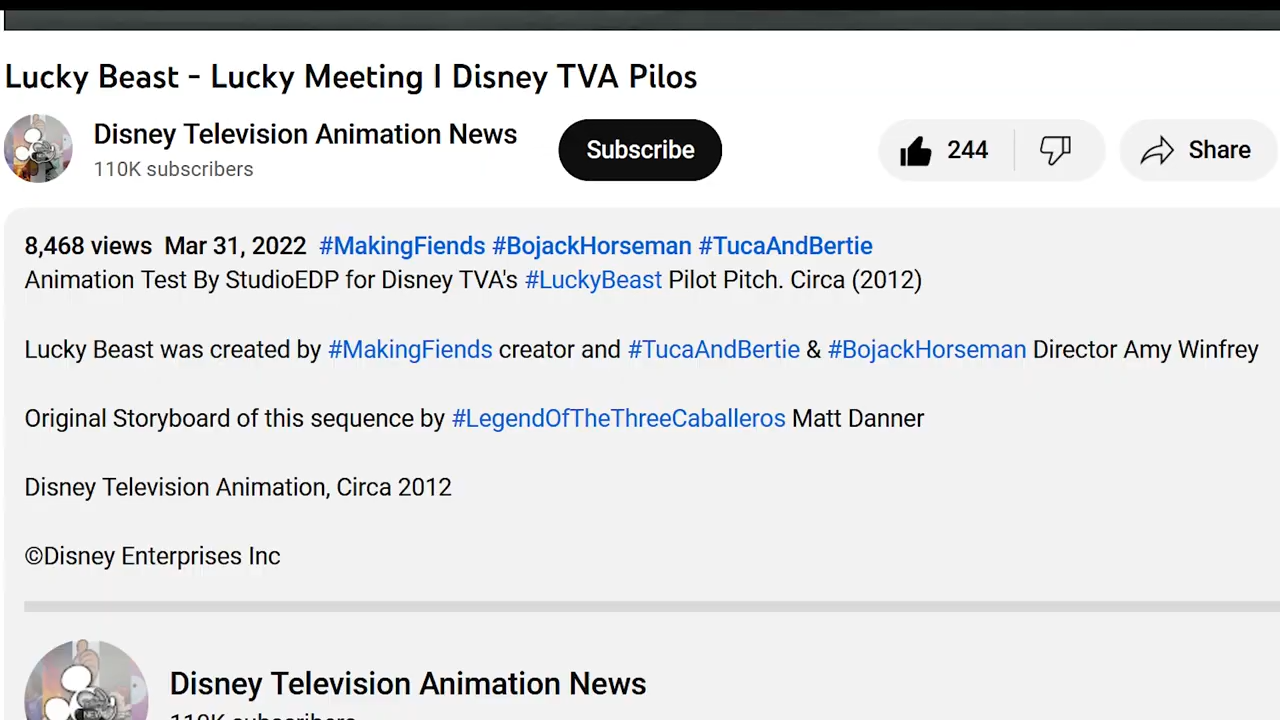 Lucky Beast - Lucky Meeting I Disney TVA Pilos
Disney Television Animation News
110K subscribers
Subscribe
244
Share
8,468 views Mar 31, 2022 #MakingFiends #BojackHorseman #TucaAndBertie
Animation Test By StudioEDP for Disney TVA's #LuckyBeast Pilot Pitch. Circa (2012)
Lucky Beast was created by #MakingFiends creator and #TucaAndBertie & #BojackHorseman Director Amy Winfrey
Original Storyboard of this sequence by #LegendOfTheThreeCaballeros Matt Danner
Disney Television Animation, Circa 2012
©Disney Enterprises Inc
Disney Television Animation News
110K subscribers